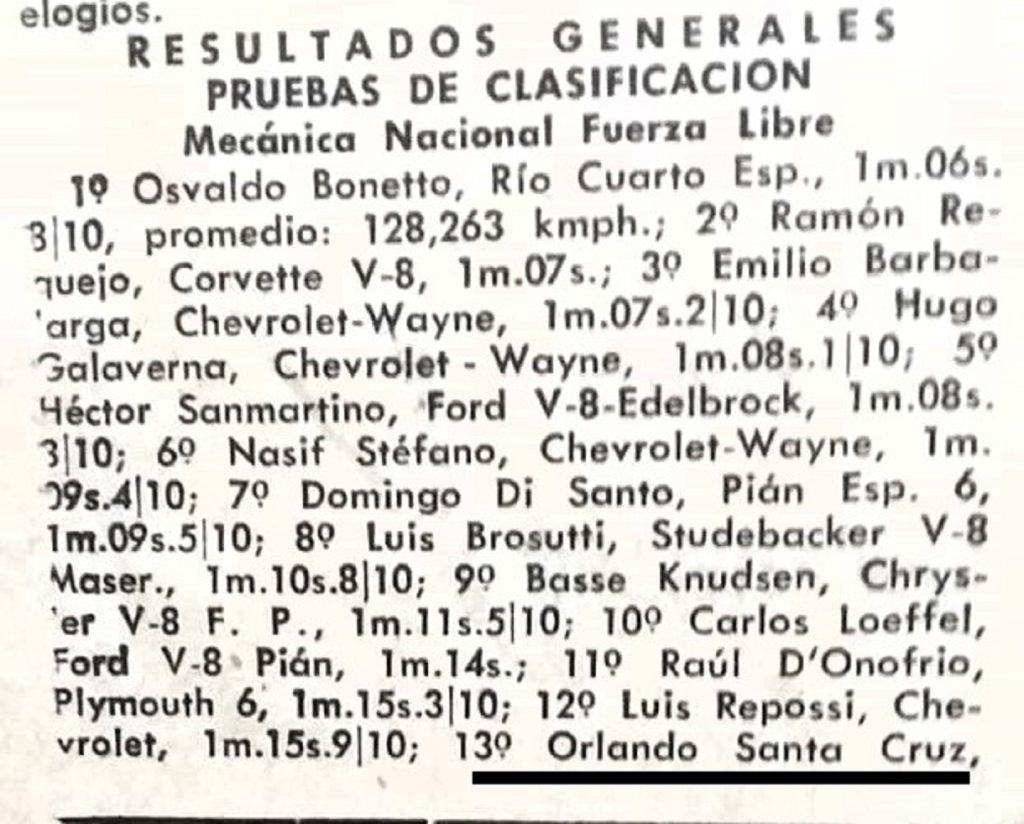 elogios.
RESULTADOS GENERALES
PRUEBAS DE CLASIFICACION
Mecánica Nacional Fuerza Libre
1º Osvaldo Bonetto, Río Cuarto Esp., 1m.06s.
3|10, promedio: 128,263 kmph.; 2º Ramón Re-
quejo, Corvette V-8, 1m.07s.; 3º Emilio Barba-
larga, Chevrolet-Wayne, 1m.07s.2|10; 4º Hugo
Galaverna, Chevrolet - Wayne, 1m.08s.1|10; 5º
Héctor Sanmartino, Ford V-8-Edelbrock, 1m.08s.
3|10; 6º Nasif Stéfano, Chevrolet-Wayne, 1m.
09s.4|10; 7º Domingo Di Santo, Pián Esp. 6,
1m.09s.5|10; 8º Luis Brosutti, Studebacker V-8
Maser., 1m.10s.8|10; 9º Basse Knudsen, Chrys-
ler V-8 F. P., 1m.11s.5|10; 10º Carlos Loeffel,
Ford V-8 Pián, 1m.14s.; 11º Raúl D'Onofrio,
Plymouth 6, 1m.15s.3|10; 12º Luis Repossi, Che-
vrolet, 1m.15s.9|10; 13º Orlando Santa Cruz,